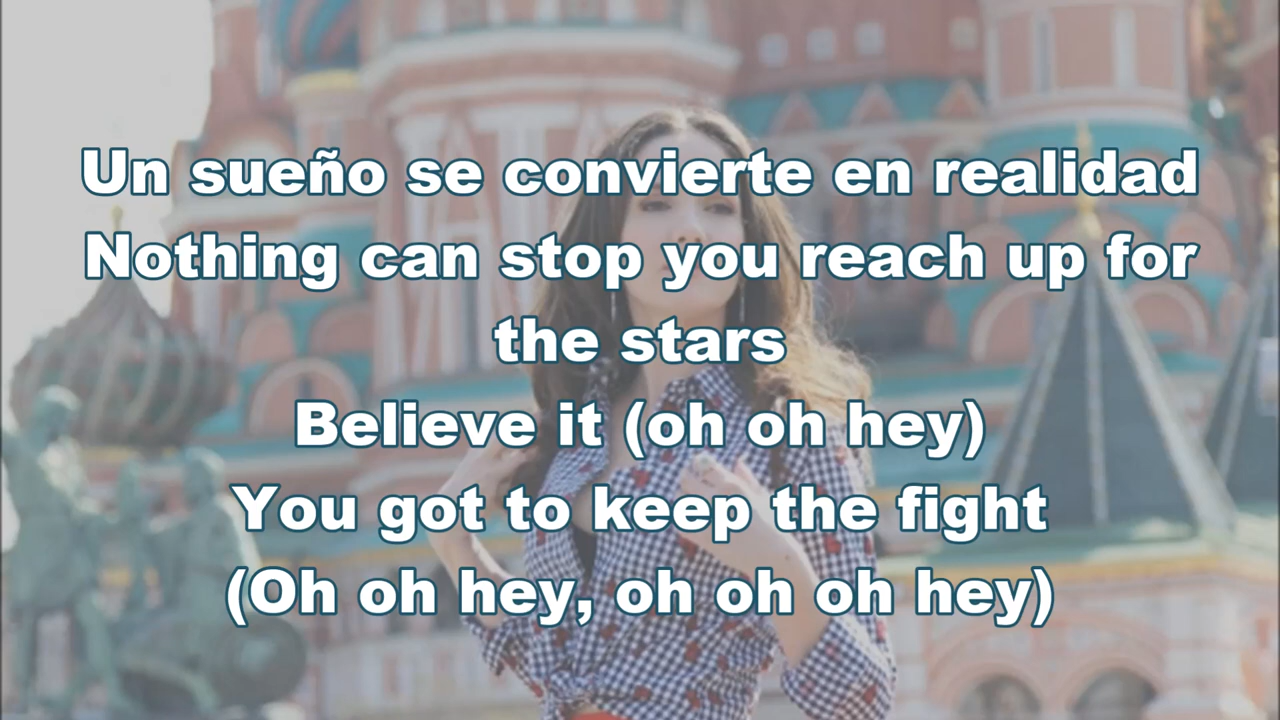 Un sueño se convierte en realidad
Nothing can stop you reach up for
the stars
Believe it (oh oh hey)
You got to keep the fight
(Oh oh hey, oh oh oh hey)